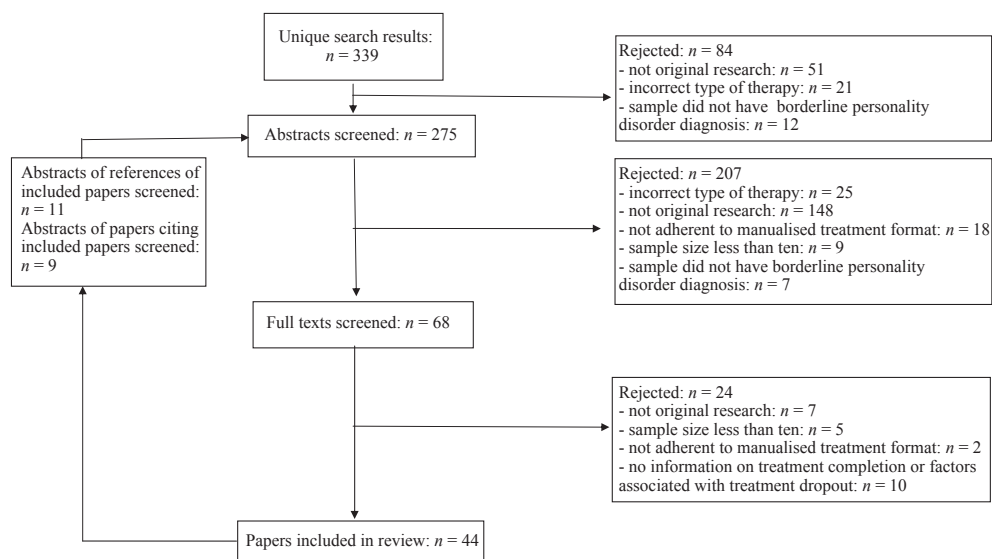 Unique search results:
n = 339
Rejected: n = 84
- not original research: n = 51
- incorrect type of therapy: n = 21
- sample did not have borderline personality
disorder diagnosis: n = 12
Abstracts screened: n = 275
Abstracts of references of
included papers screened:
n = 11
Abstracts of papers citing
included papers screened:
n = 9
Rejected: n = 207
- incorrect type of therapy: n = 25
- not original research: n = 148
- not adherent to manualised treatment format: n = 18
- sample size less than ten: n = 9
- sample did not have borderline personality
disorder diagnosis: n = 7
Full texts screened: n = 68
Rejected: n = 24
- not original research: n = 7
- sample size less than ten: n = 5
- not adherent to manualised treatment format: n = 2
- no information on treatment completion or factors
associated with treatment dropout: n = 10
Papers included in review: n = 44